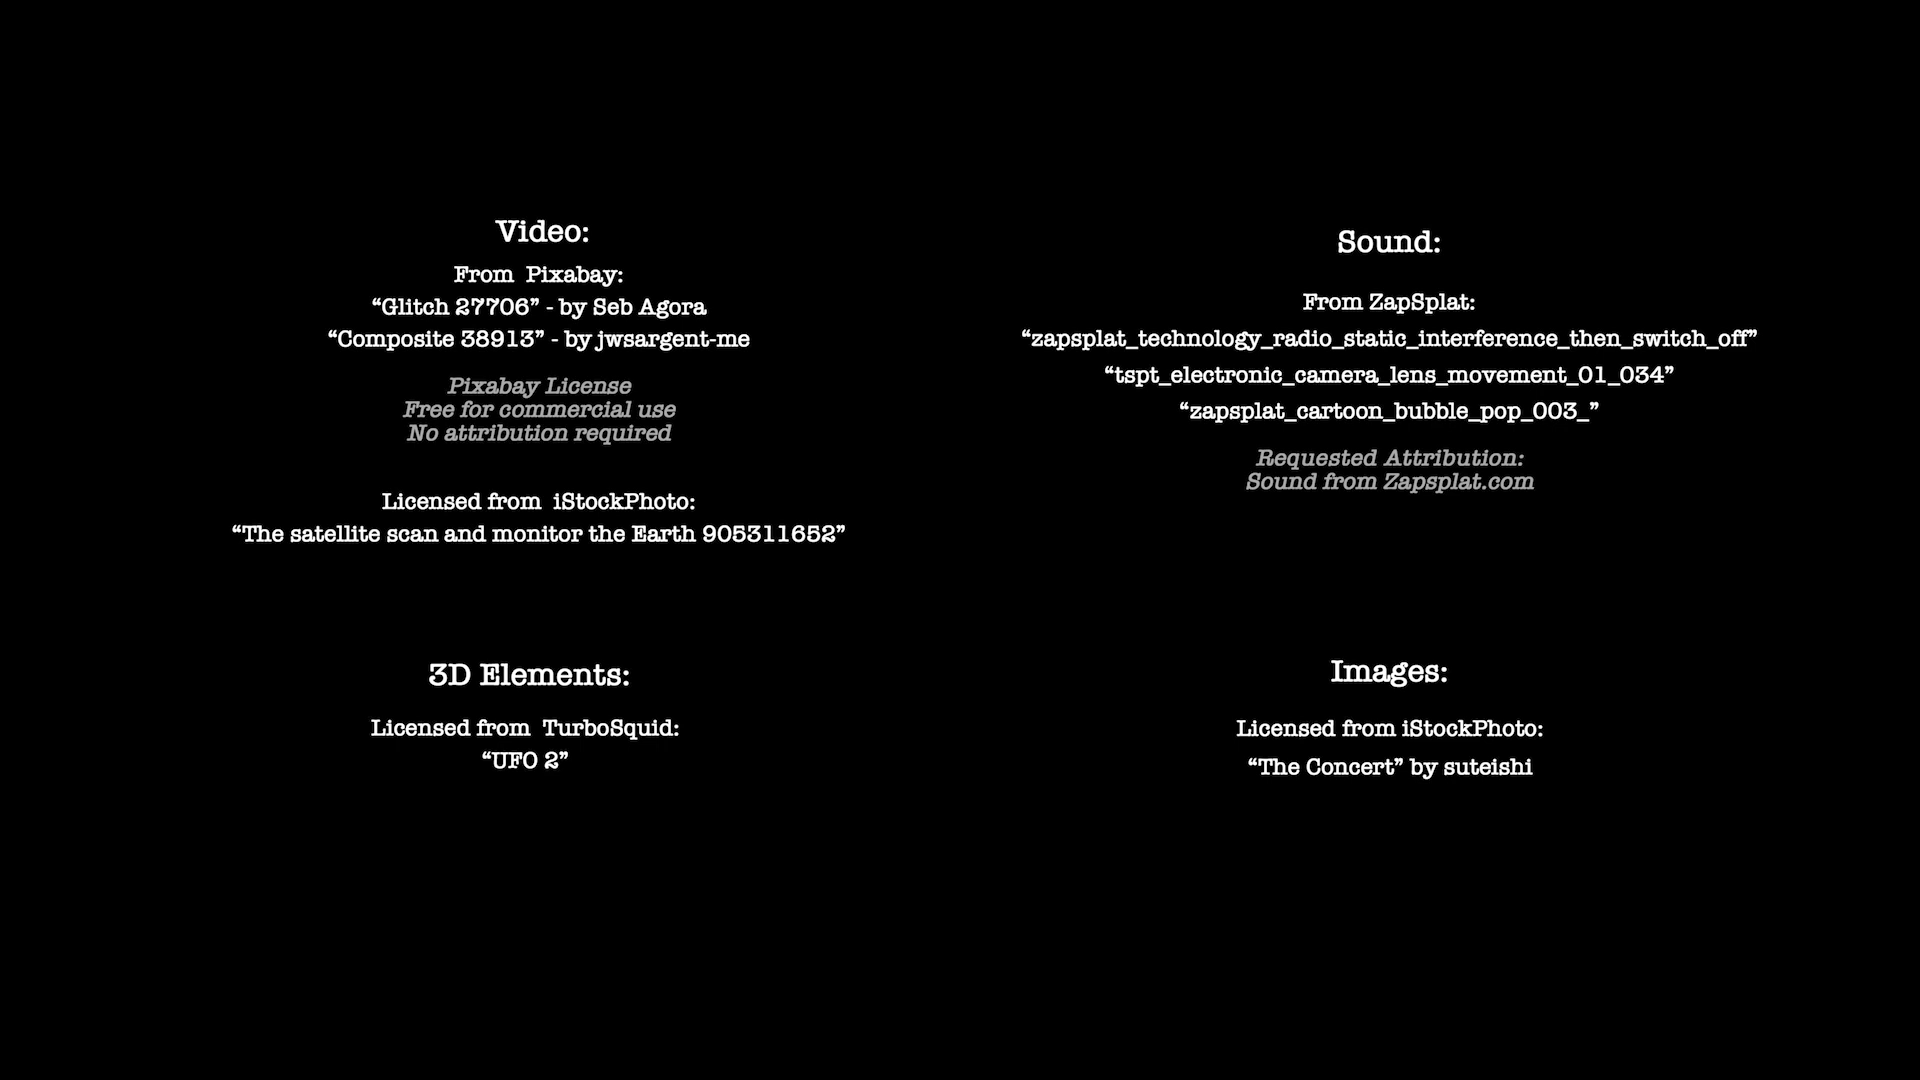 Video:
From Pixabay:
“Glitch 27706” - by Seb Agora
“Composite 38913” - by jwsargent-me
Pixabay License
Free for commercial use
No attribution required
Licensed from iStockPhoto:
“The satellite scan and monitor the Earth 905311652”
Sound:
From ZapSplat:
“zapsplat_technology_radio_static_interference_then_switch_off”
“tspt_electronic_camera_lens_movement_01_034”
“zapsplat_cartoon_bubble_pop_003_”
Requested Attribution:
Sound from Zapsplat.com
3D Elements:
Licensed from TurboSquid:
“UFO 2”
Images:
Licensed from iStockPhoto:
“The Concert” by suteishi